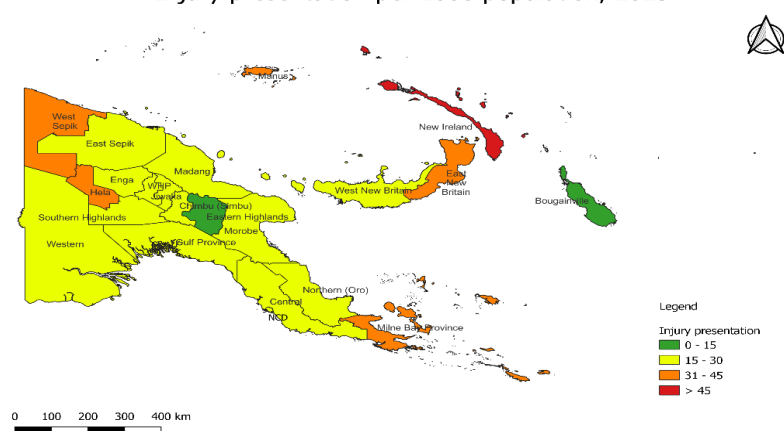 Manus
New Ireland
West
Sepik
East Sepik
Madang
Enga
WHP
Jiwaka
Hela
West New Britain
East
New
Britain
Bougainville
Chimbu (Simbu)
Southern Highlands
Eastern Highlands
Morobe
Western
Gulf Province
Northern (Oro)
Central
NCD
Milne Bay Province
Legend
Injury presentation
0 - 15
15 - 30
31 - 45
> 45
0 100 200 300 400 km